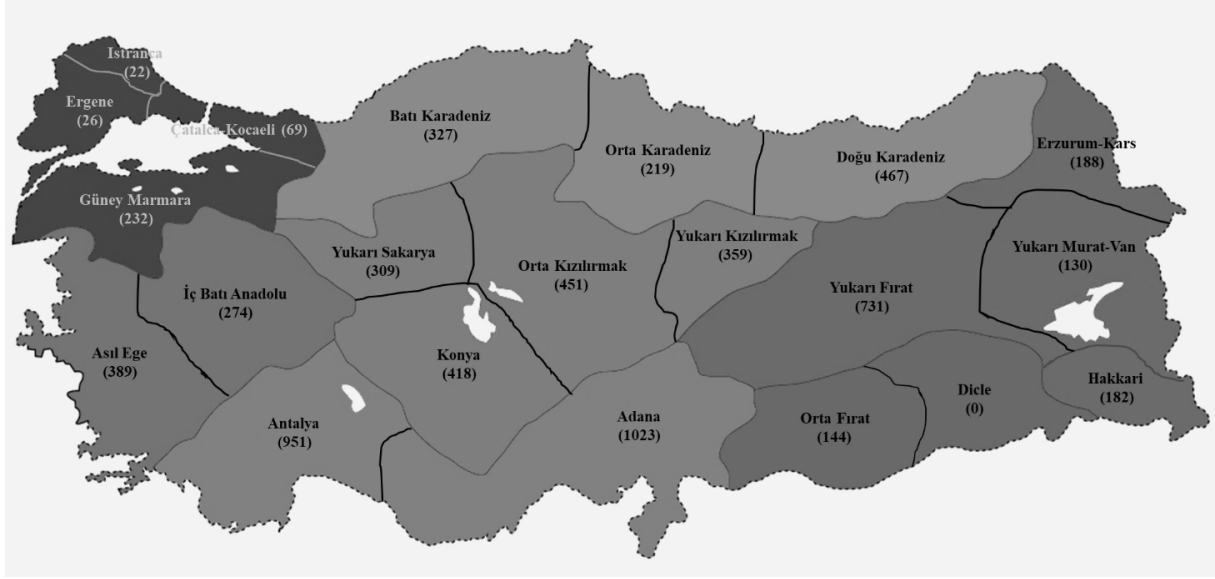 Istranca
(22)
Ergene
(26)
Çatalca-Kocaeli (69)
Güney Marmara
(232)
Batı Karadeniz
(327)
Orta Karadeniz
(219)
Doğu Karadeniz
(467)
Erzurum-Kars
(188)
Yukarı Sakarya
(309)
Orta Kızılırmak
(451)
Yukarı Kızılırmak
(359)
Yukarı Fırat
(731)
Yukarı Murat-Van
(130)
İç Batı Anadolu
(274)
Asıl Ege
(389)
Konya
(418)
Antalya
(951)
Adana
(1023)
Orta Fırat
(144)
Dicle
(0)
Hakkari
(182)